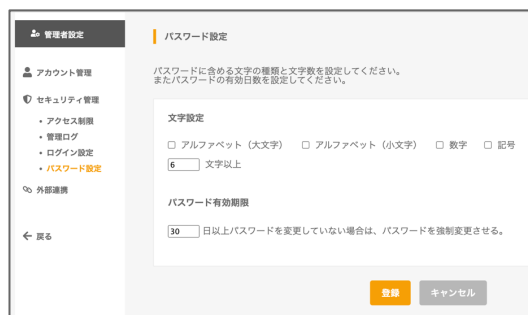 管理者設定
アカウント管理
セキュリティ管理
・アクセス制限
・管理ログ
・ログイン設定
・パスワード設定
外部連携
← 戻る
パスワード設定
パスワードに含める文字の種類と文字数を設定してください。
またパスワードの有効日数を設定してください。
文字設定
アルファベット（大文字） アルファベット（小文字） 数字 記号
6 文字以上
パスワード有効期限
30 日以上パスワードを変更していない場合は、パスワードを強制変更させる。
登録 キャンセル